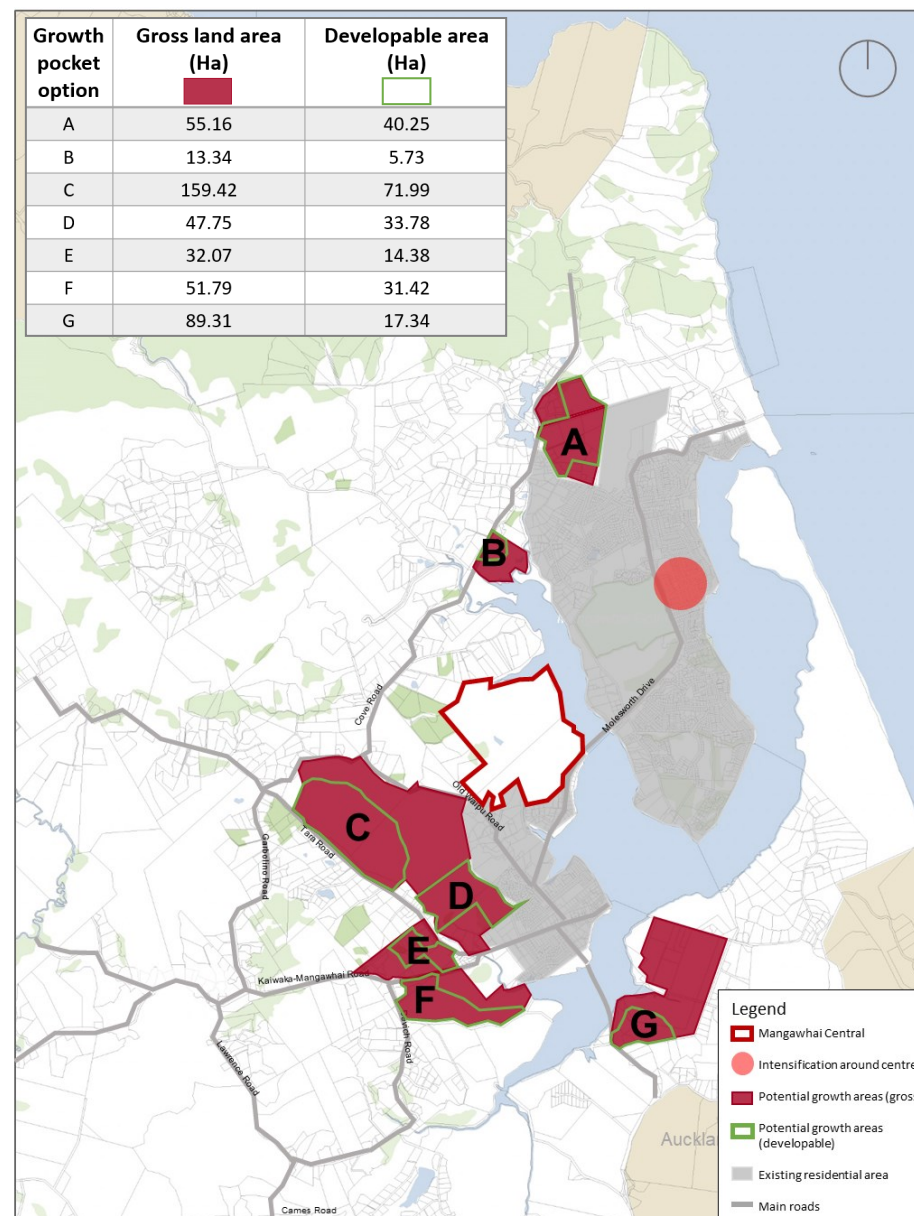 Growth pocket option Gross land area (Ha) Developable area (Ha)
A 55.16 40.25
B 13.34 5.73
C 159.42 71.99
D 47.75 33.78
E 32.07 14.38
F 51.79 31.42
G 89.31 17.34
A
B
Molesworth Drive
Cove Road
Old Waipu Road
C
Tara Road
Garbolino Road
D
E
Kaiwaka-Mangawhai Road
F
G
Lawrence Road
Cames Road
Legend
Mangawhai Central
Intensification around centre
Potential growth areas (gross
Potential growth areas
(developable)
Existing residential area
Main roads